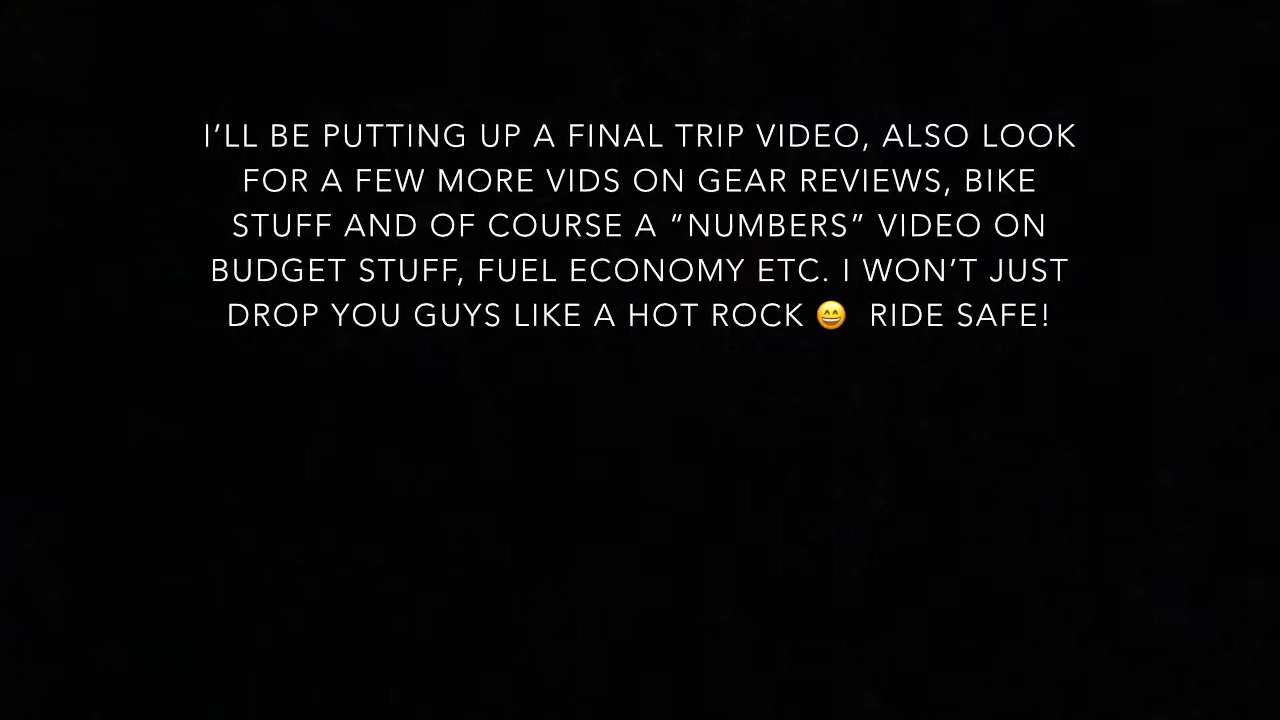 I’LL BE PUTTING UP A FINAL TRIP VIDEO, ALSO LOOK
FOR A FEW MORE VIDS ON GEAR REVIEWS, BIKE
STUFF AND OF COURSE A “NUMBERS” VIDEO ON
BUDGET STUFF, FUEL ECONOMY ETC. I WON’T JUST
DROP YOU GUYS LIKE A HOT ROCK 😄 RIDE SAFE!